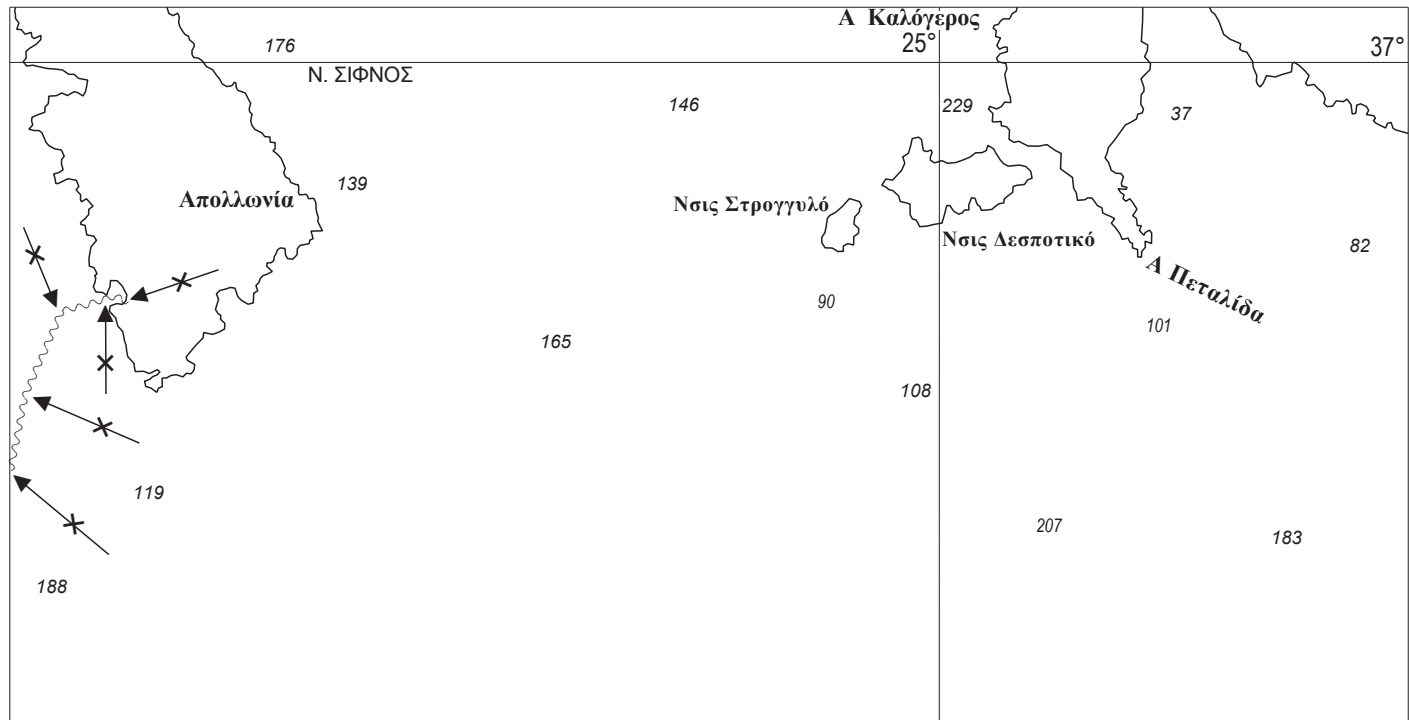 Α Καλόγερος
176
25°
37°
Ν. ΣΙΦΝΟΣ
146
229
37
139
Απολλωνία
Νσις Στρογγυλό
Νσις Δεσποτικό
82
Α Πεταλίδα
90
101
165
108
119
207
183
188